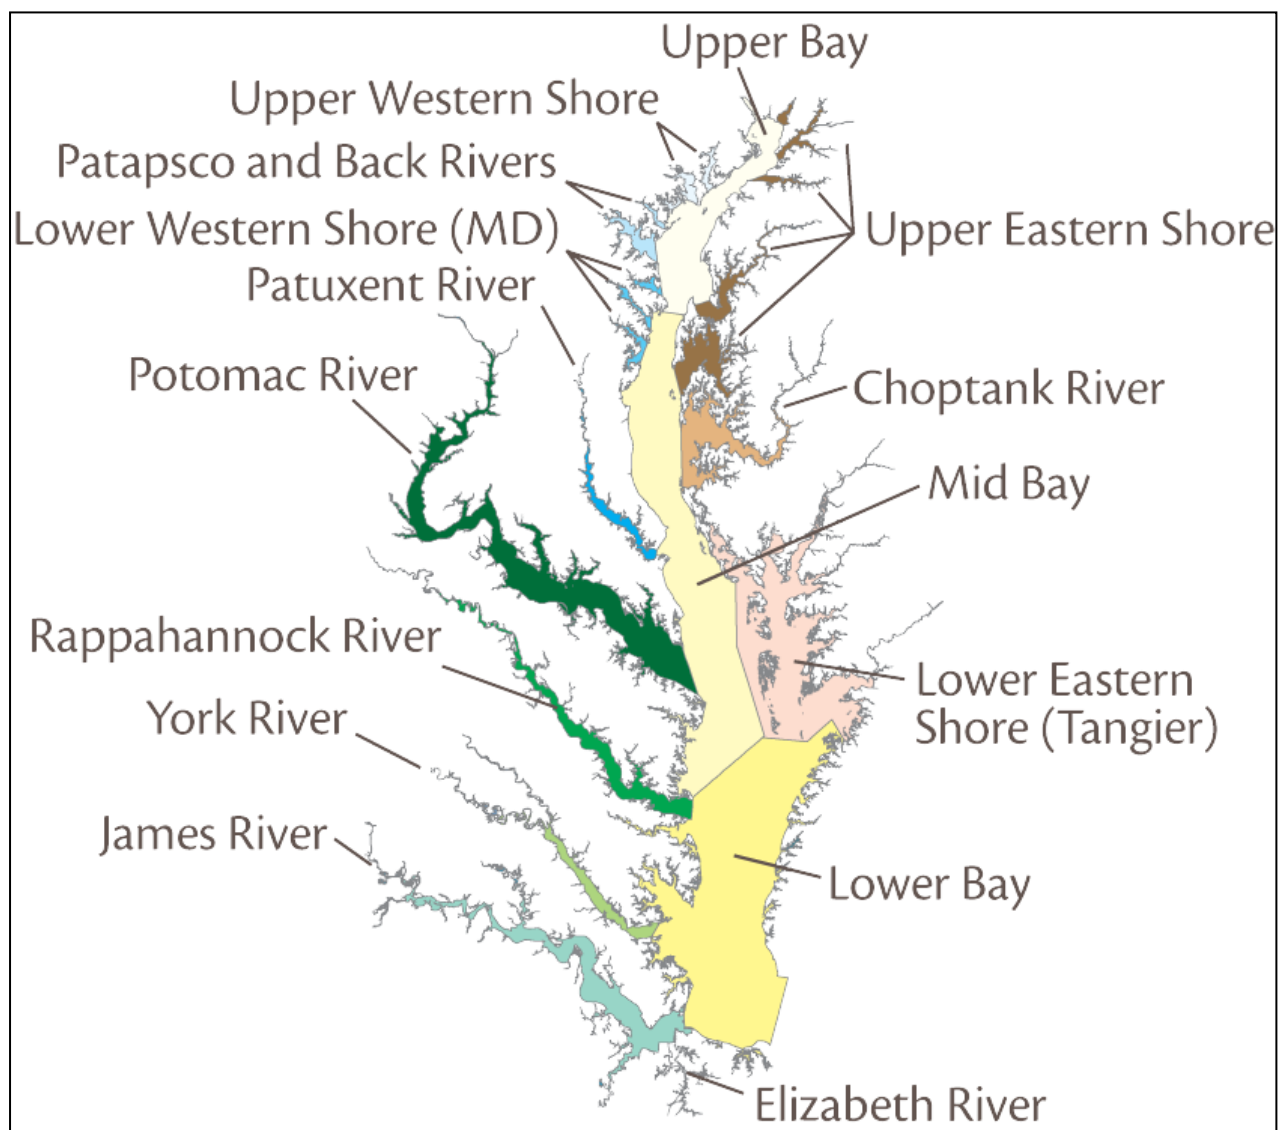 Upper Bay
Upper Western Shore
Patapsco and Back Rivers
Lower Western Shore (MD)
Upper Eastern Shore
Patuxent River
Potomac River
Choptank River
Mid Bay
Rappahannock River
Lower Eastern
Shore (Tangier)
York River
James River
Lower Bay
Elizabeth River